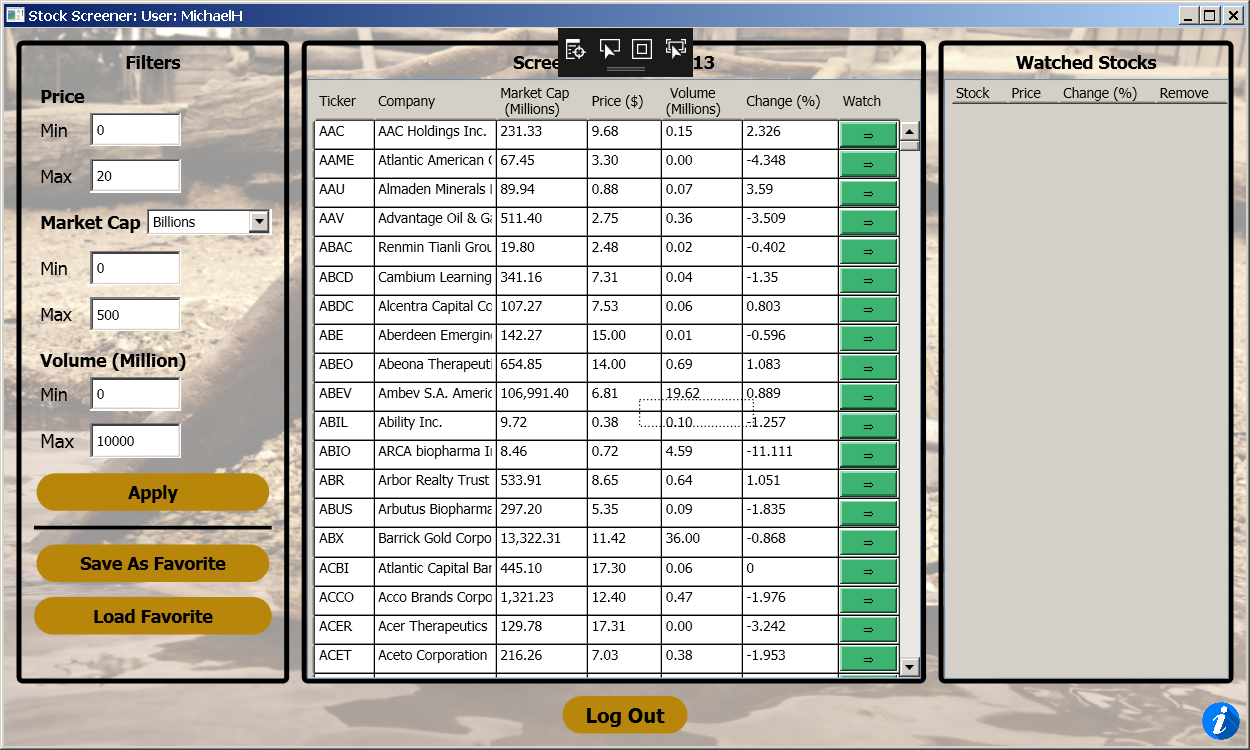 Stock Screener: User: MichaelH
Filters
Price
Min 0
Max 20
Market Cap Billions
Min 0
Max 500
Volume (Million)
Min 0
Max 10000
Apply
Save As Favorite
Load Favorite
13
Ticker Company Market Cap (Millions) Price ($) Volume (Millions) Change (%) Watch
AAC AAC Holdings Inc. 231.33 9.68 0.15 2.326 ⇒
AAME Atlantic American 67.45 3.30 0.00 -4.348 ⇒
AAU Almaden Minerals 89.94 0.88 0.07 3.59 ⇒
AAV Advantage Oil & Ga 511.40 2.75 0.36 -3.509 ⇒
ABAC Renmin Tianli Grou 19.80 2.48 0.02 -0.402 ⇒
ABCD Cambium Learning 341.16 7.31 0.04 -1.35 ⇒
ABDC Alcentra Capital Co 107.27 7.53 0.06 0.803 ⇒
ABE Aberdeen Emerging 142.27 15.00 0.01 -0.596 ⇒
ABEO Abeona Therapeuti 654.85 14.00 0.69 1.083 ⇒
ABEV Ambev S.A. Americ 106,991.40 6.81 19.62 0.889 ⇒
ABIL Ability Inc. 9.72 0.38 0.10 -1.257 ⇒
ABIO ARCA biopharma I 8.46 0.72 4.59 -11.111 ⇒
ABR Arbor Realty Trust 533.91 8.65 0.64 1.051 ⇒
ABUS Arbutus Biopharma 297.20 5.35 0.09 -1.835 ⇒
ABX Barrick Gold Corpo 13,322.31 11.42 36.00 -0.868 ⇒
ACBI Atlantic Capital Ban 445.10 17.30 0.06 0 ⇒
ACCO Acco Brands Corpo 1,321.23 12.40 0.47 -1.976 ⇒
ACER Acer Therapeutics 129.78 17.31 0.00 -3.242 ⇒
ACET Aceto Corporation 216.26 7.03 0.38 -1.953 ⇒
Watched Stocks
Stock Price Change (%) Remove
Log Out
i